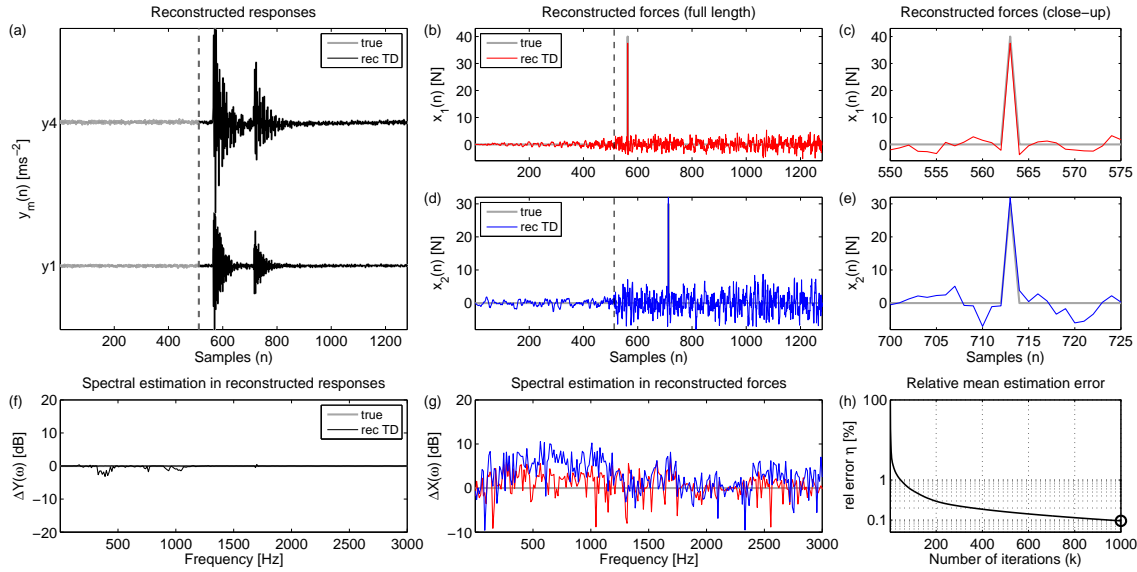 Reconstructed responses
(a)
true
rec TD
y4
y1
y_m(n) [ms⁻²]
200 400 600 800 1000 1200
Samples (n)
Reconstructed forces (full length)
(b)
true
rec TD
40
30
20
10
0
x₁(n) [N]
200 400 600 800 1000 1200
Reconstructed forces (close-up)
(c)
40
30
20
10
0
x₁(n) [N]
550 555 560 565 570 575
(d)
true
rec TD
30
20
10
0
x₂(n) [N]
200 400 600 800 1000 1200
Samples (n)
(e)
30
20
10
0
x₂(n) [N]
700 705 710 715 720 725
Samples (n)
Spectral estimation in reconstructed responses
(f)
true
rec TD
20
10
0
−10
−20
ΔY(ω) [dB]
500 1000 1500 2000 2500 3000
Frequency [Hz]
Spectral estimation in reconstructed forces
(g)
20
10
0
−10
ΔX(ω) [dB]
500 1000 1500 2000 2500 3000
Frequency [Hz]
Relative mean estimation error
(h)
100
1
0.1
rel error η [%]
200 400 600 800 1000
Number of iterations (k)